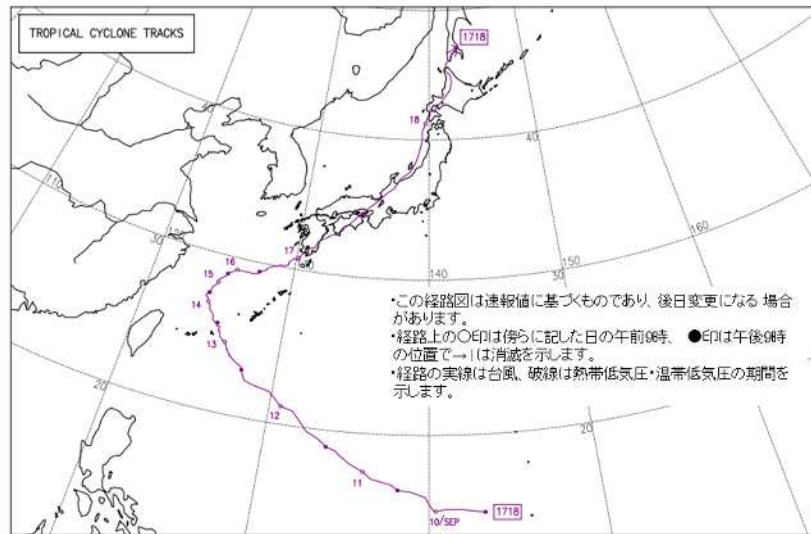 TROPICAL CYCLONE TRACKS
1718
18
40
110
160
30
120
17
16
15
150
140
30
14
・この経路図は速報値に基づくものであり、後日変更になる 場合
があります。
・経路上の○印は傍らに記した日の午前9時、 ●印は午後9時
の位置で→|は消滅を示します。
・経路の実線は台風、破線は熱帯低気圧・温帯低気圧の期間を
示します。
13
20
12
20
11
1718
10/SEP